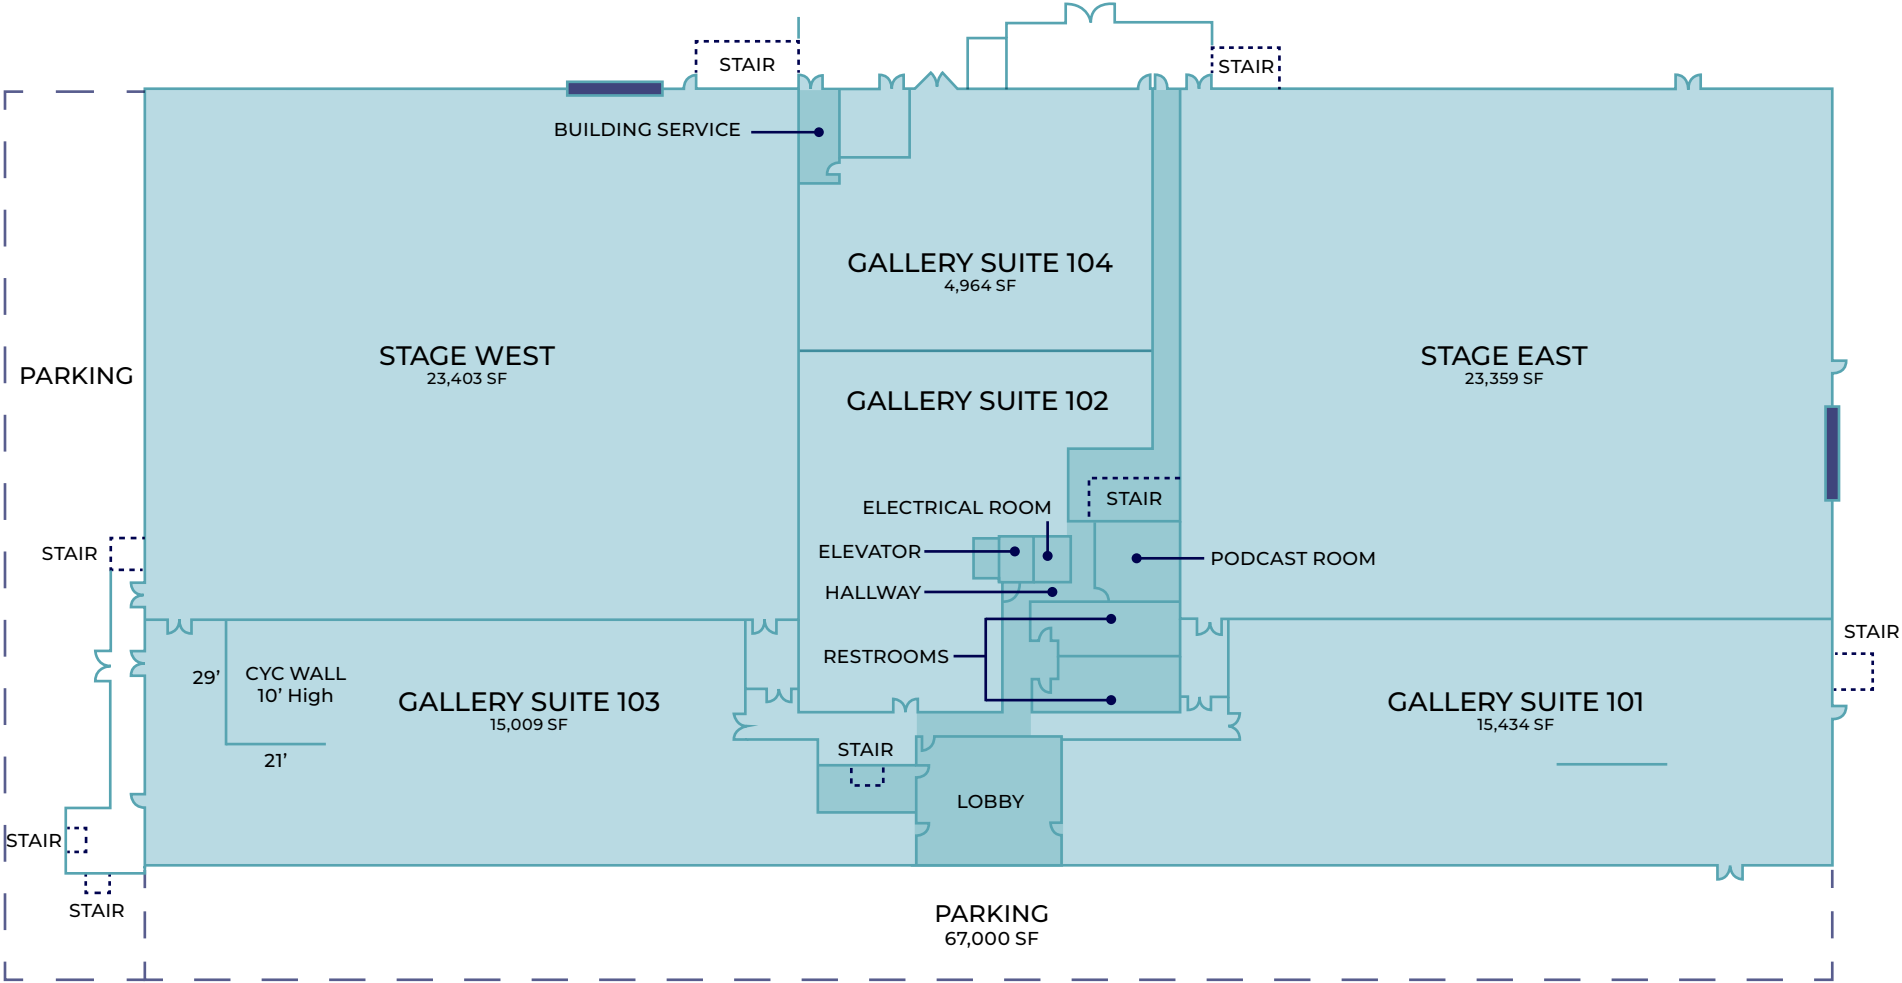 STAIR
STAIR
BUILDING SERVICE
GALLERY SUITE 104
4,964 SF
STAGE WEST
23,403 SF
STAGE EAST
23,359 SF
PARKING
GALLERY SUITE 102
STAIR
ELECTRICAL ROOM
STAIR
ELEVATOR
PODCAST ROOM
HALLWAY
STAIR
RESTROOMS
29’
CYC WALL
10’ High
GALLERY SUITE 103
15,009 SF
GALLERY SUITE 101
15,434 SF
21’
STAIR
LOBBY
STAIR
STAIR
PARKING
67,000 SF